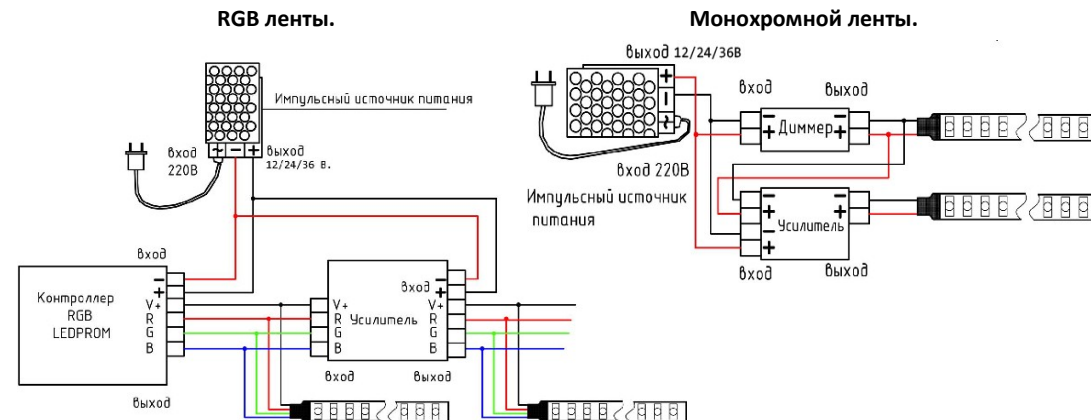 RGB ленты.
Импульсный источник питания
~ − +
вход
220В
выход
12/24/36 В.
вход
Контроллер
RGB
LEDPROM
−
+
V+
R
G
B
выход
вход
−
+
V+
R
G
B
Усилитель
V+
R
G
B
вход
выход
Монохромной ленты.
выход 12/24/36В
+
−
~
вход 220В
Импульсный источник
питания
вход
выход
−
+
Диммер
−
+
−
+
−
+
Усилитель
−
+
вход
выход